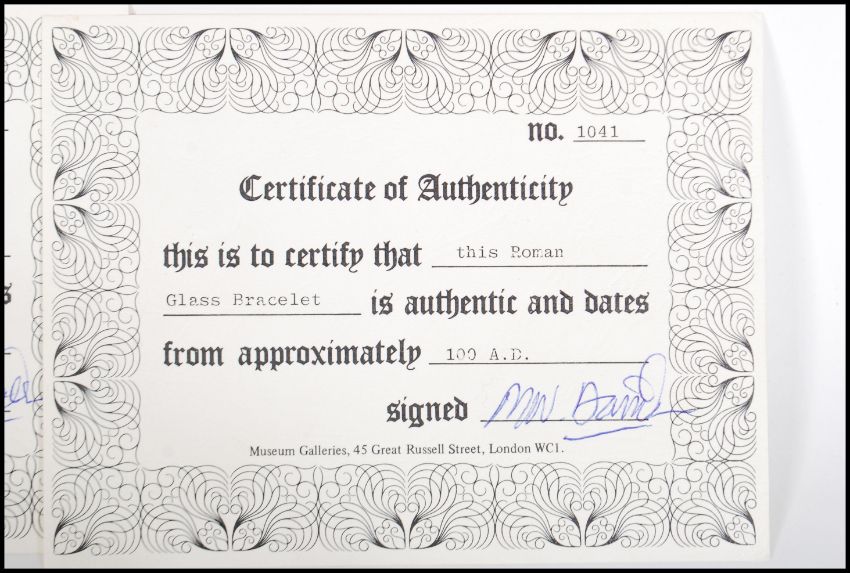 no. 1041
Certificate of Authenticity
this is to certify that this Roman
Glass Bracelet is authentic and dates
from approximately 100 A.D.
signed
Museum Galleries, 45 Great Russell Street, London WC1.